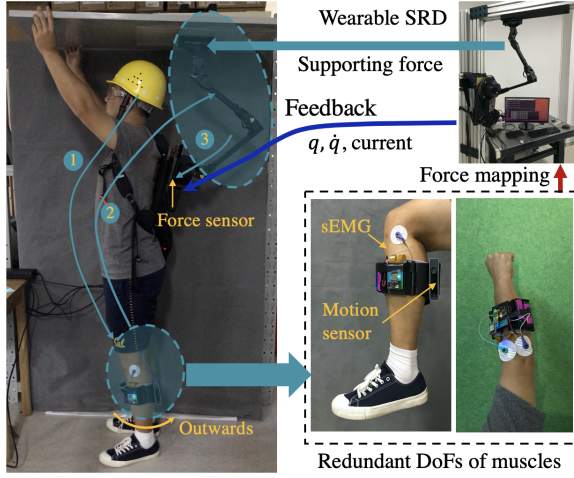 Wearable SRD
Supporting force
Feedback
q, q̇, current
Force mapping
1
2
3
Force sensor
Outwards
sEMG
Motion
sensor
Redundant DoFs of muscles